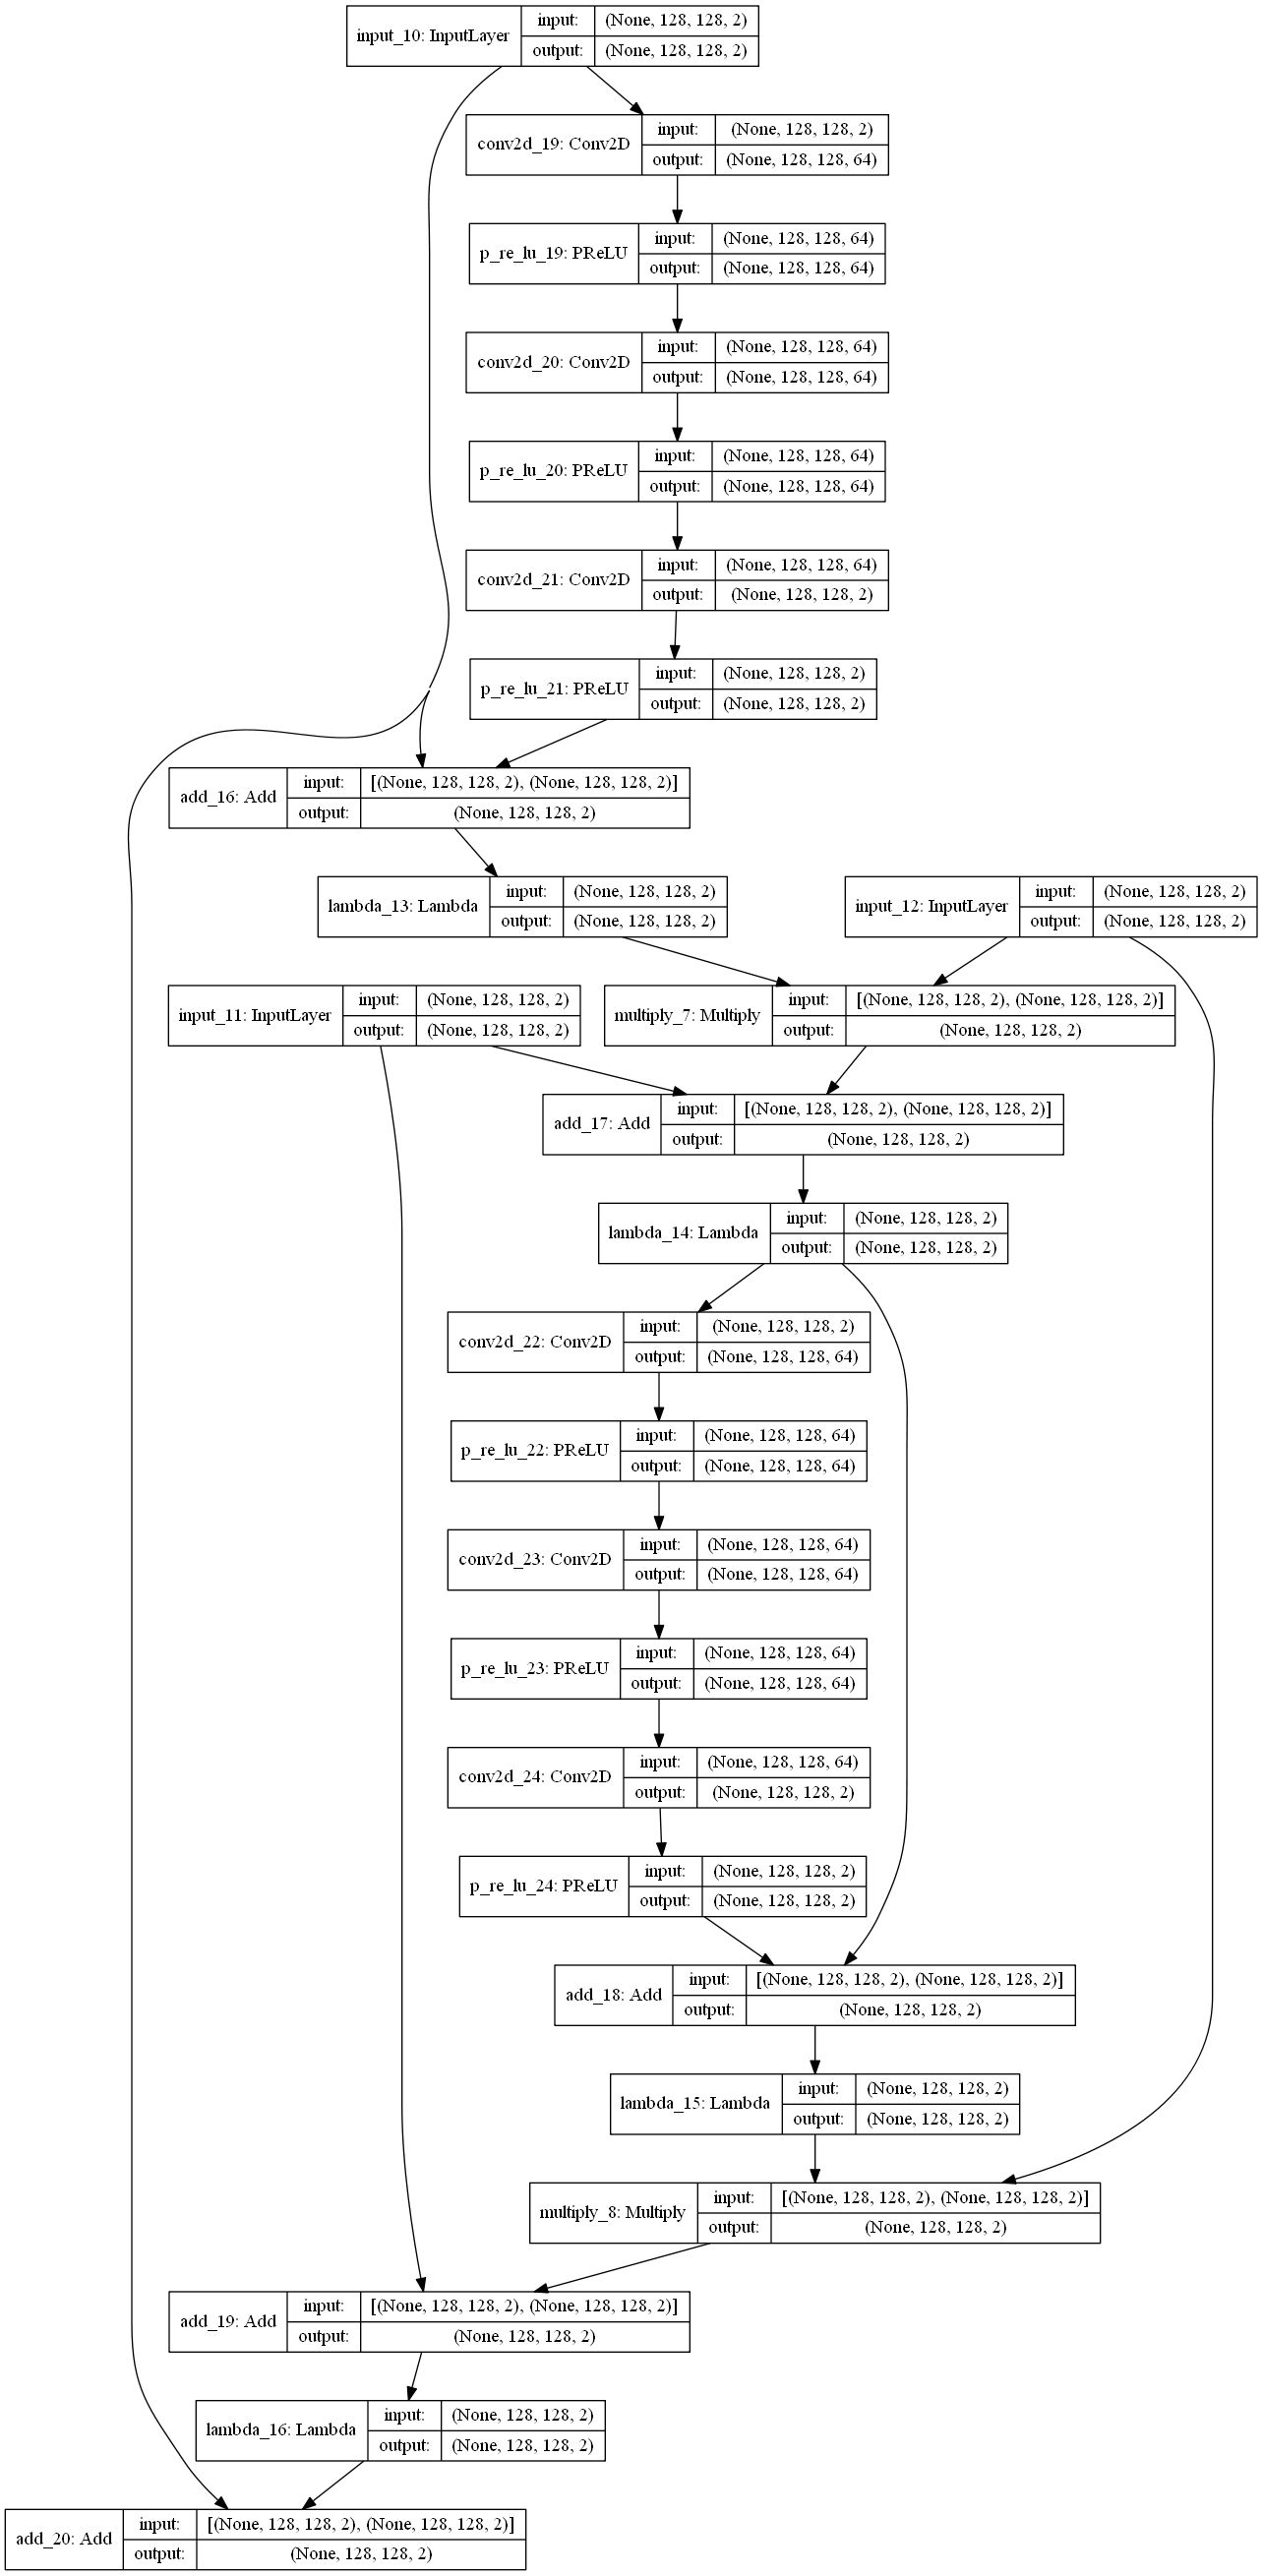 input_10: InputLayer input: (None, 128, 128, 2)
output: (None, 128, 128, 2)
conv2d_19: Conv2D input: (None, 128, 128, 2)
output: (None, 128, 128, 64)
p_re_lu_19: PReLU input: (None, 128, 128, 64)
output: (None, 128, 128, 64)
conv2d_20: Conv2D input: (None, 128, 128, 64)
output: (None, 128, 128, 64)
p_re_lu_20: PReLU input: (None, 128, 128, 64)
output: (None, 128, 128, 64)
conv2d_21: Conv2D input: (None, 128, 128, 64)
output: (None, 128, 128, 2)
p_re_lu_21: PReLU input: (None, 128, 128, 2)
output: (None, 128, 128, 2)
add_16: Add input: [(None, 128, 128, 2), (None, 128, 128, 2)]
output: (None, 128, 128, 2)
lambda_13: Lambda input: (None, 128, 128, 2)
output: (None, 128, 128, 2)
input_12: InputLayer input: (None, 128, 128, 2)
output: (None, 128, 128, 2)
input_11: InputLayer input: (None, 128, 128, 2)
output: (None, 128, 128, 2)
multiply_7: Multiply input: [(None, 128, 128, 2), (None, 128, 128, 2)]
output: (None, 128, 128, 2)
add_17: Add input: [(None, 128, 128, 2), (None, 128, 128, 2)]
output: (None, 128, 128, 2)
lambda_14: Lambda input: (None, 128, 128, 2)
output: (None, 128, 128, 2)
conv2d_22: Conv2D input: (None, 128, 128, 2)
output: (None, 128, 128, 64)
p_re_lu_22: PReLU input: (None, 128, 128, 64)
output: (None, 128, 128, 64)
conv2d_23: Conv2D input: (None, 128, 128, 64)
output: (None, 128, 128, 64)
p_re_lu_23: PReLU input: (None, 128, 128, 64)
output: (None, 128, 128, 64)
conv2d_24: Conv2D input: (None, 128, 128, 64)
output: (None, 128, 128, 2)
p_re_lu_24: PReLU input: (None, 128, 128, 2)
output: (None, 128, 128, 2)
add_18: Add input: [(None, 128, 128, 2), (None, 128, 128, 2)]
output: (None, 128, 128, 2)
lambda_15: Lambda input: (None, 128, 128, 2)
output: (None, 128, 128, 2)
multiply_8: Multiply input: [(None, 128, 128, 2), (None, 128, 128, 2)]
output: (None, 128, 128, 2)
add_19: Add input: [(None, 128, 128, 2), (None, 128, 128, 2)]
output: (None, 128, 128, 2)
lambda_16: Lambda input: (None, 128, 128, 2)
output: (None, 128, 128, 2)
add_20: Add input: [(None, 128, 128, 2), (None, 128, 128, 2)]
output: (None, 128, 128, 2)